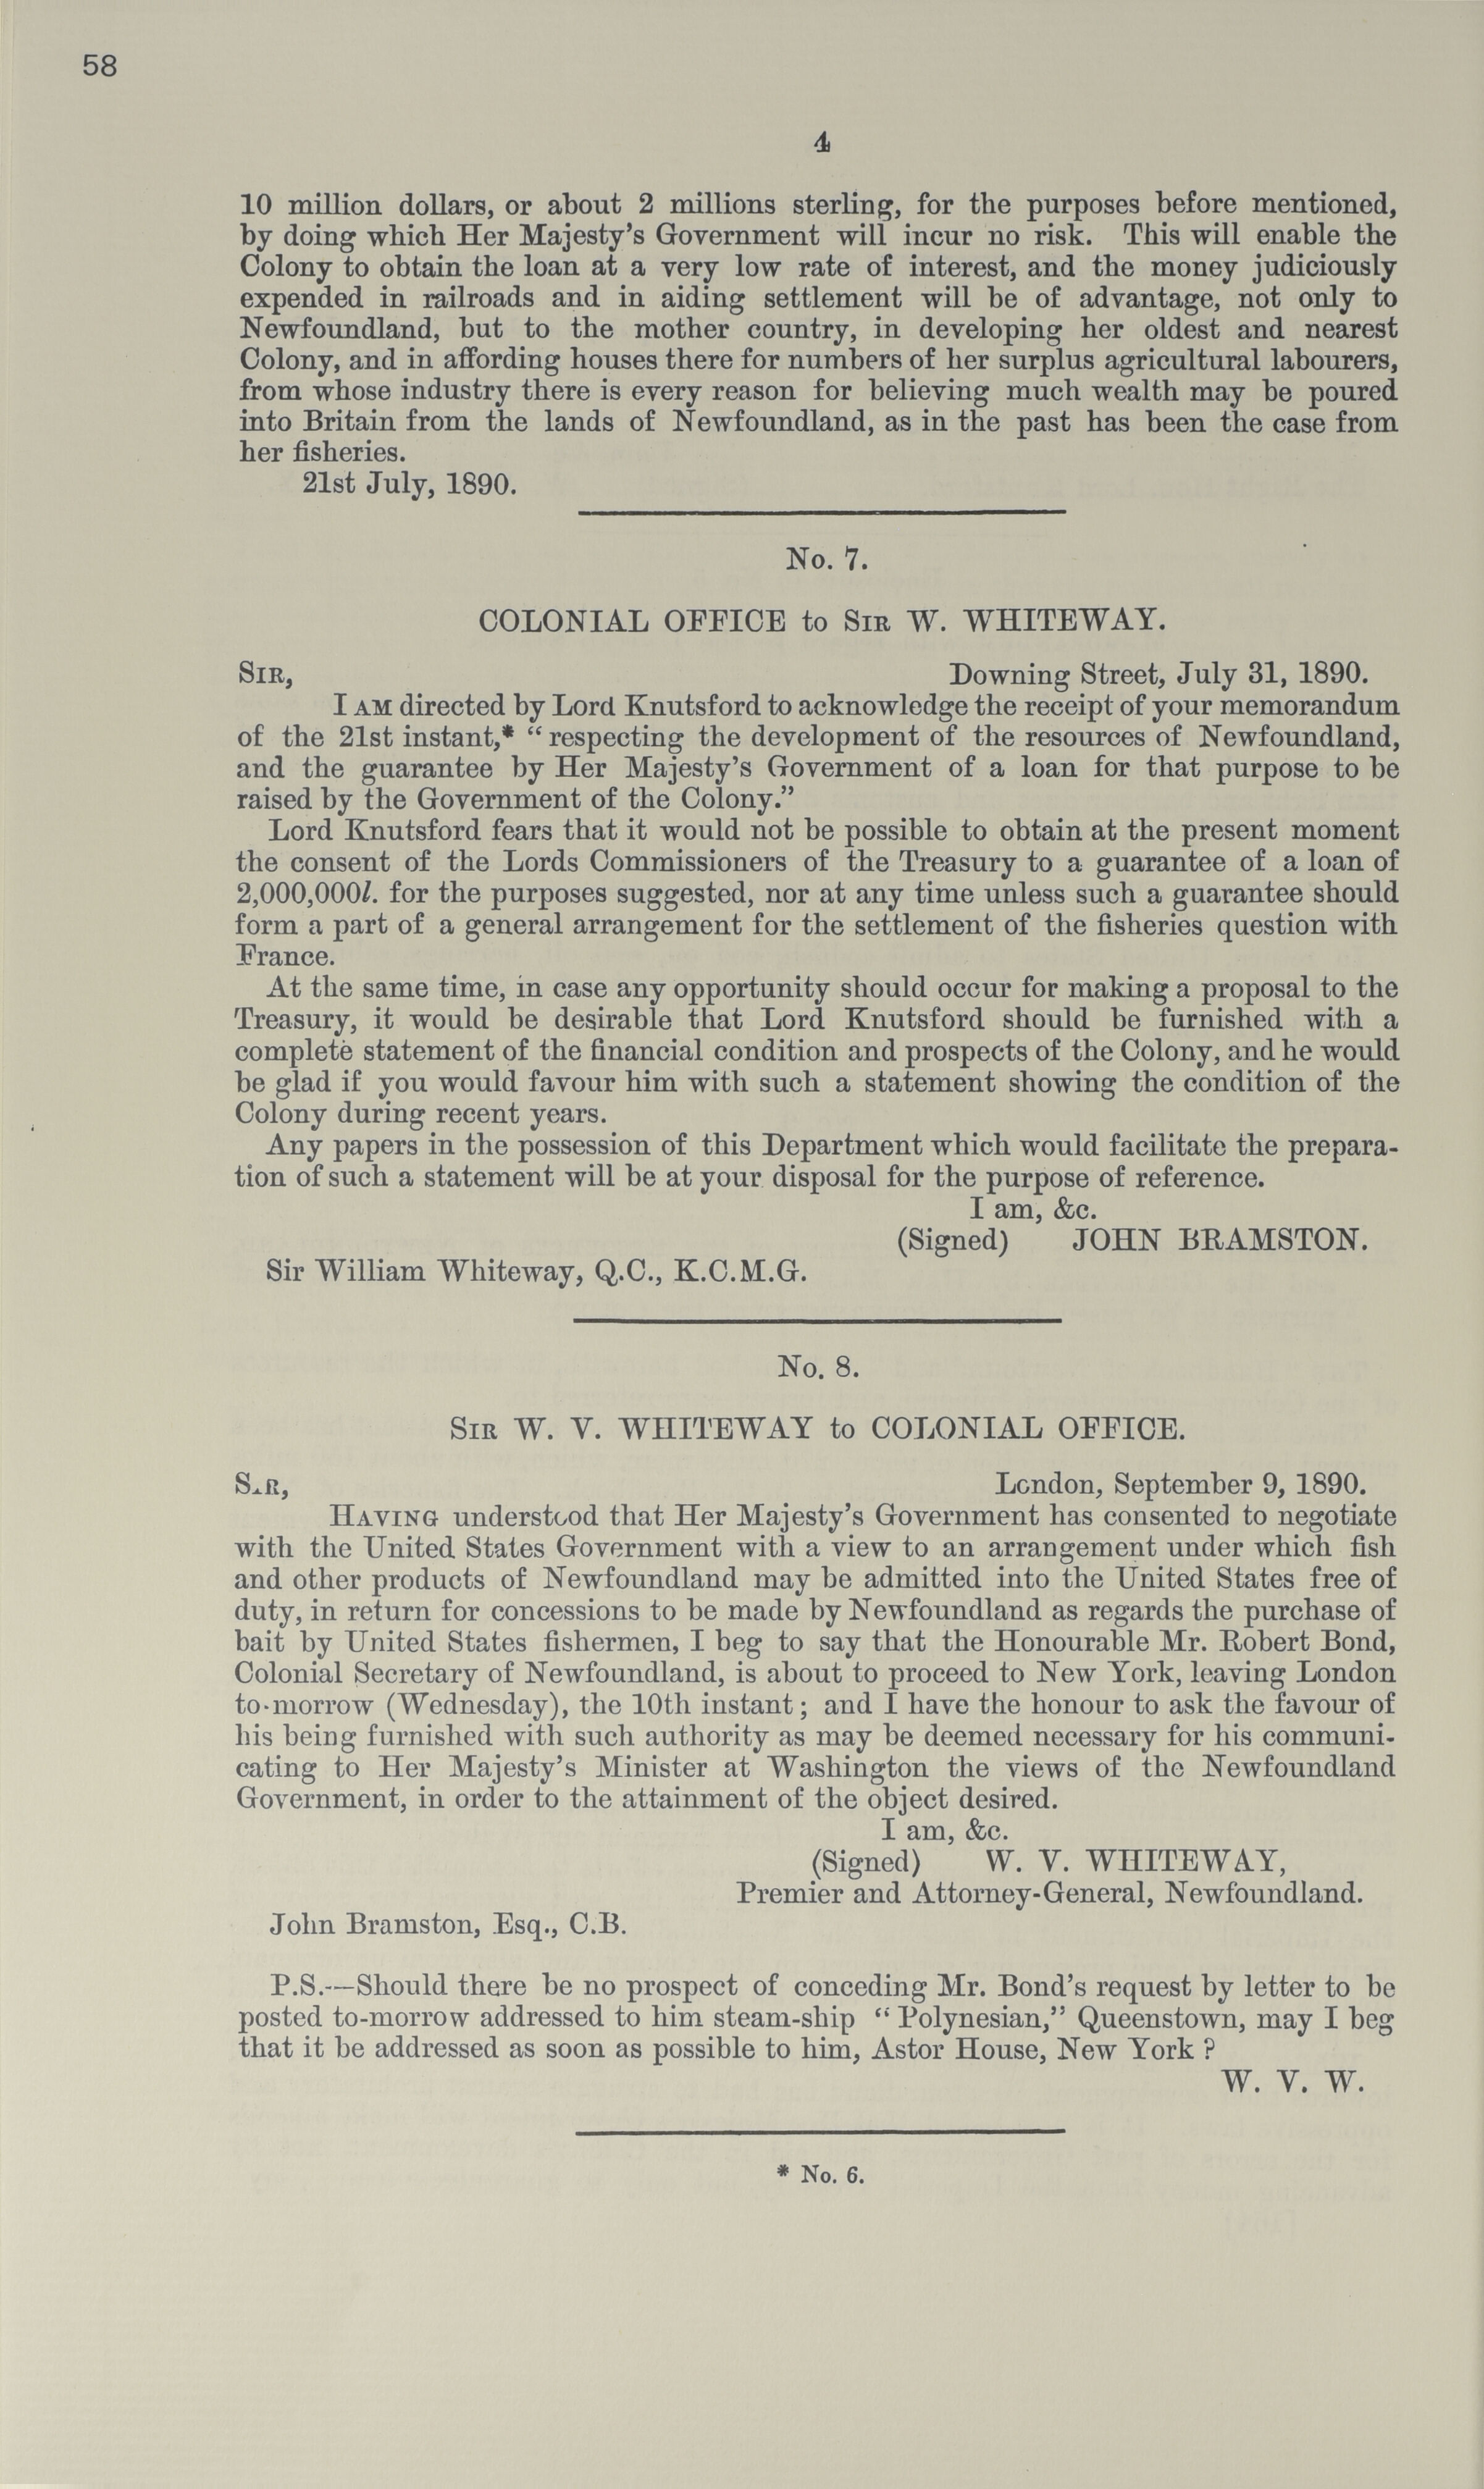 58
4
10 million dollars, or about 2 millions sterling, for the purposes before mentioned,
by doing which Her Majesty's Government will incur no risk. This will enable the
Colony to obtain the loan at a very low rate of interest, and the money judiciously
expended in railroads and in aiding settlement will be of advantage, not only to
Newfoundland, but to the mother country, in developing her oldest and nearest
Colony, and in affording houses there for numbers of her surplus agricultural labourers,
from whose industry there is every reason for believing much wealth may be poured
into Britain from the lands of Newfoundland, as in the past has been the case from
her fisheries.
21st July, 1890.
No. 7.
COLONIAL OFFICE to SIR W. WHITEWAY.
SIR, Downing Street, July 31, 1890.
I AM directed by Lord Knutsford to acknowledge the receipt of your memorandum
of the 21st instant,* "respecting the development of the resources of Newfoundland,
and the guarantee by Her Majesty's Government of a loan for that purpose to be
raised by the Government of the Colony."
Lord Knutsford fears that it would not be possible to obtain at the present moment
the consent of the Lords Commissioners of the Treasury to a guarantee of a loan of
2,000,000l. for the purposes suggested, nor at any time unless such a guarantee should
form a part of a general arrangement for the settlement of the fisheries question with
France.
At the same time, in case any opportunity should occur for making a proposal to the
Treasury, it would be desirable that Lord Knutsford should be furnished with a
complete statement of the financial condition and prospects of the Colony, and he would
be glad if you would favour him with such a statement showing the condition of the
Colony during recent years.
Any papers in the possession of this Department which would facilitate the prepara-
tion of such a statement will be at your disposal for the purpose of reference.
I am, &c.
(Signed) JOHN BRAMSTON.
Sir William Whiteway, Q.C., K.C.M.G.
No. 8.
SIR W. V. WHITEWAY to COLONIAL OFFICE.
SIR, London, September 9, 1890.
HAVING understood that Her Majesty's Government has consented to negotiate
with the United States Government with a view to an arrangement under which fish
and other products of Newfoundland may be admitted into the United States free of
duty, in return for concessions to be made by Newfoundland as regards the purchase of
bait by United States fishermen, I beg to say that the Honourable Mr. Robert Bond,
Colonial Secretary of Newfoundland, is about to proceed to New York, leaving London
to-morrow (Wednesday), the 10th instant; and I have the honour to ask the favour of
his being furnished with such authority as may be deemed necessary for his communi-
cating to Her Majesty's Minister at Washington the views of the Newfoundland
Government, in order to the attainment of the object desired.
I am, &c.
(Signed) W. V. WHITEWAY,
Premier and Attorney-General, Newfoundland.
John Bramston, Esq., C.B.
P.S.—Should there be no prospect of conceding Mr. Bond's request by letter to be
posted to-morrow addressed to him steam-ship "Polynesian," Queenstown, may I beg
that it be addressed as soon as possible to him, Astor House, New York?
W. V. W.
* No. 6.